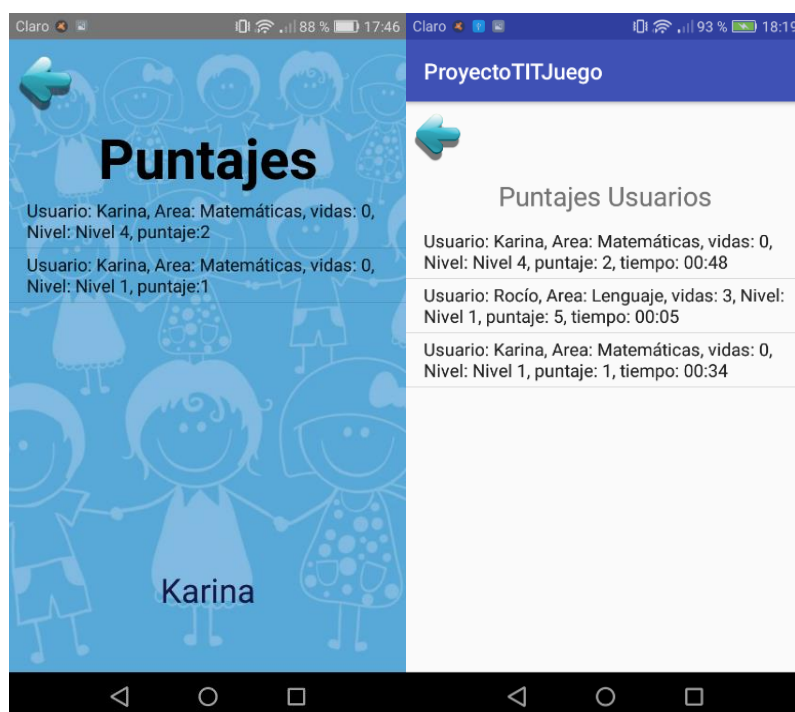 Claro 88 % 17:46
Puntajes
Usuario: Karina, Area: Matemáticas, vidas: 0,
Nivel: Nivel 4, puntaje:2
Usuario: Karina, Area: Matemáticas, vidas: 0,
Nivel: Nivel 1, puntaje:1
Karina
Claro 93 % 18:19
ProyectoTITJuego
Puntajes Usuarios
Usuario: Karina, Area: Matemáticas, vidas: 0,
Nivel: Nivel 4, puntaje: 2, tiempo: 00:48
Usuario: Rocío, Area: Lenguaje, vidas: 3, Nivel:
Nivel 1, puntaje: 5, tiempo: 00:05
Usuario: Karina, Area: Matemáticas, vidas: 0,
Nivel: Nivel 1, puntaje: 1, tiempo: 00:34